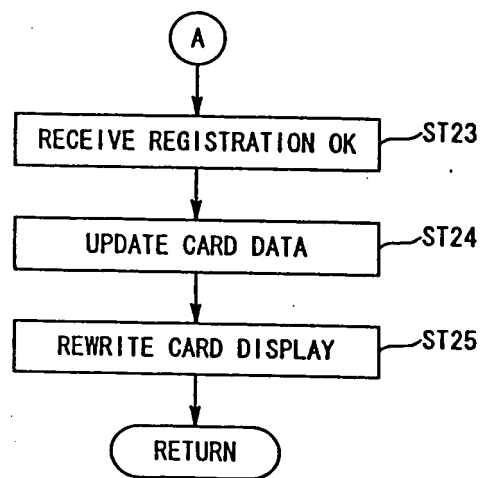 A
RECEIVE REGISTRATION OK ST23
UPDATE CARD DATA ST24
REWRITE CARD DISPLAY ST25
RETURN